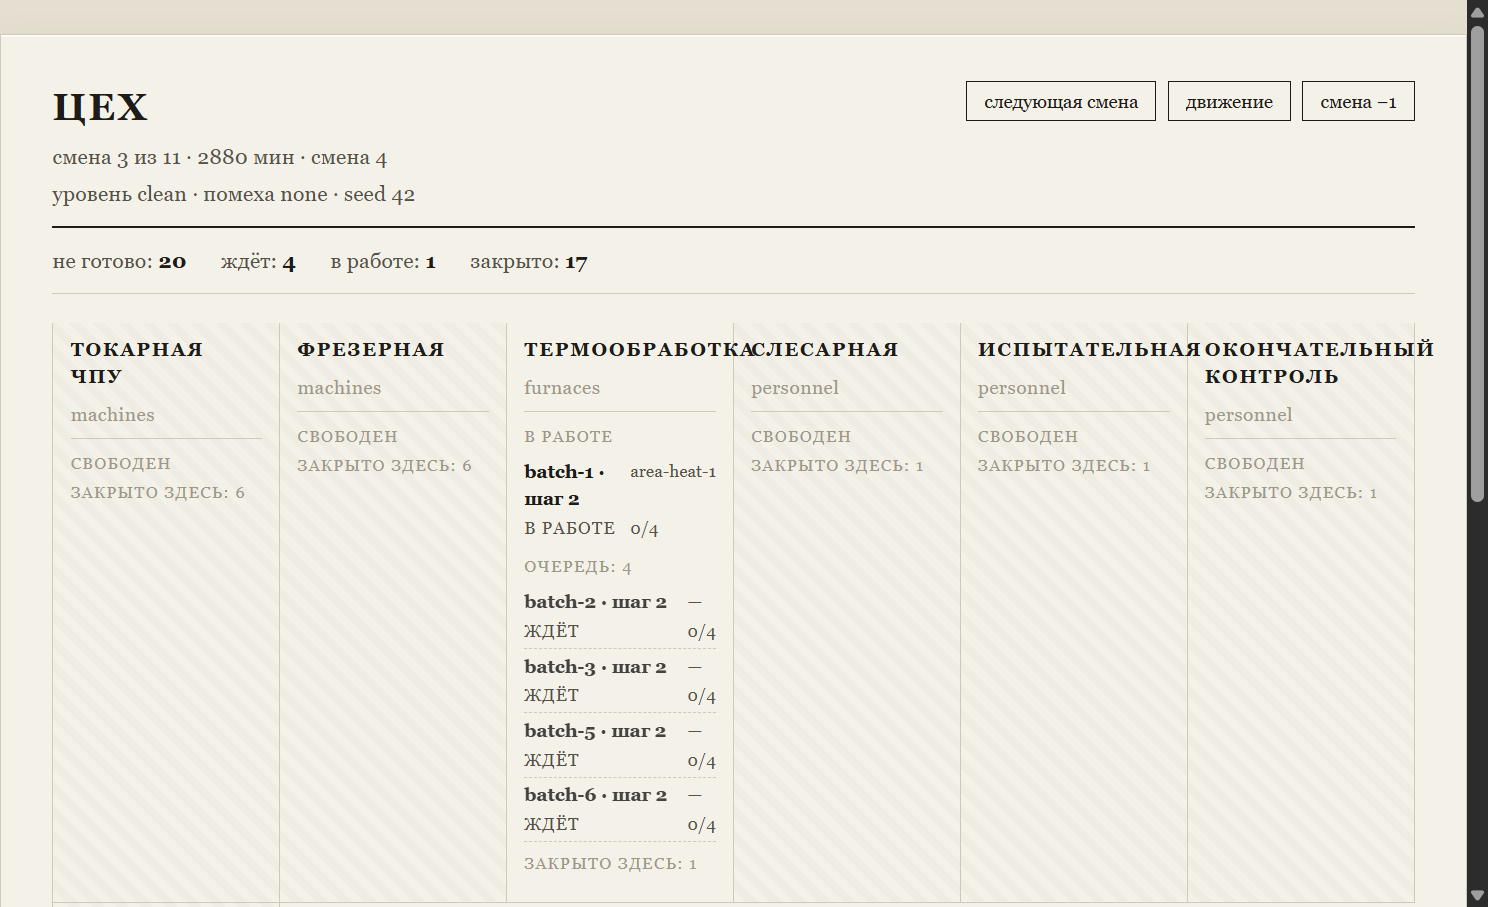 ЦЕХ
следующая смена
движение
смена −1
смена 3 из 11 · 2880 мин · смена 4
уровень clean · помеха none · seed 42
не готово: 20 ждёт: 4 в работе: 1 закрыто: 17
ТОКАРНАЯ
ЧПУ
machines
СВОБОДЕН
ЗАКРЫТО ЗДЕСЬ: 6
ФРЕЗЕРНАЯ
machines
СВОБОДЕН
ЗАКРЫТО ЗДЕСЬ: 6
ТЕРМООБРАБОТКА
furnaces
В РАБОТЕ
batch-1 · area-heat-1
шаг 2
В РАБОТЕ 0/4
ОЧЕРЕДЬ: 4
batch-2 · шаг 2 —
ЖДЁТ 0/4
batch-3 · шаг 2 —
ЖДЁТ 0/4
batch-5 · шаг 2 —
ЖДЁТ 0/4
batch-6 · шаг 2 —
ЖДЁТ 0/4
ЗАКРЫТО ЗДЕСЬ: 1
СЛЕСАРНАЯ
personnel
СВОБОДЕН
ЗАКРЫТО ЗДЕСЬ: 1
ИСПЫТАТЕЛЬНАЯ
personnel
СВОБОДЕН
ЗАКРЫТО ЗДЕСЬ: 1
ОКОНЧАТЕЛЬНЫЙ
КОНТРОЛЬ
personnel
СВОБОДЕН
ЗАКРЫТО ЗДЕСЬ: 1